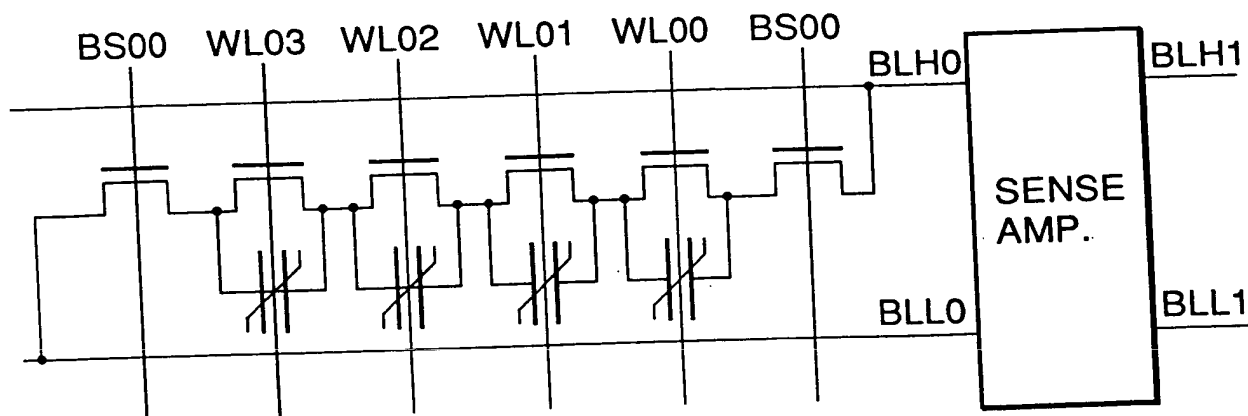 BS00 WL03 WL02 WL01 WL00 BS00
BLH0
BLH1
SENSE
AMP.
BLL0
BLL1